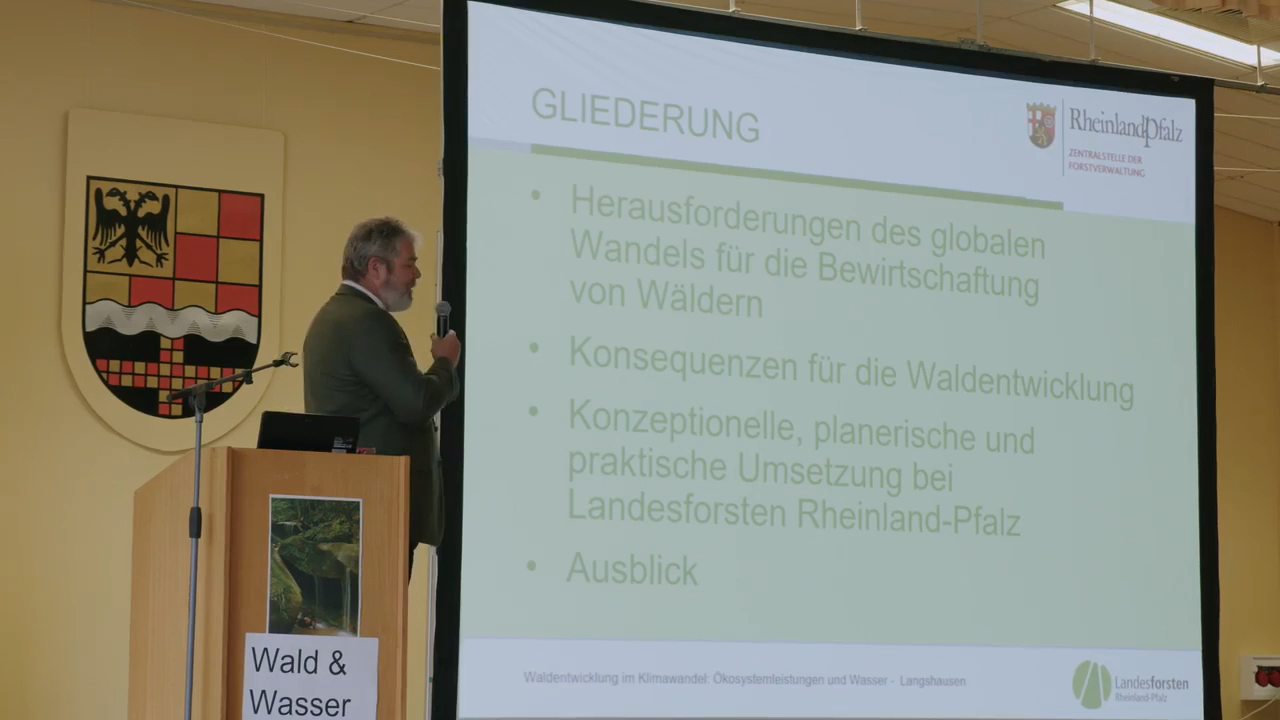 GLIEDERUNG
RheinlandPfalz
ZENTRALSTELLE DER
FORSTVERWALTUNG
• Herausforderungen des globalen
Wandels für die Bewirtschaftung
von Wäldern
• Konsequenzen für die Waldentwicklung
• Konzeptionelle, planerische und
praktische Umsetzung bei
Landesforsten Rheinland-Pfalz
• Ausblick
Waldentwicklung im Klimawandel: Ökosystemleistungen und Wasser - Langshausen
Landesforsten
Rheinland-Pfalz
Wald &
Wasser